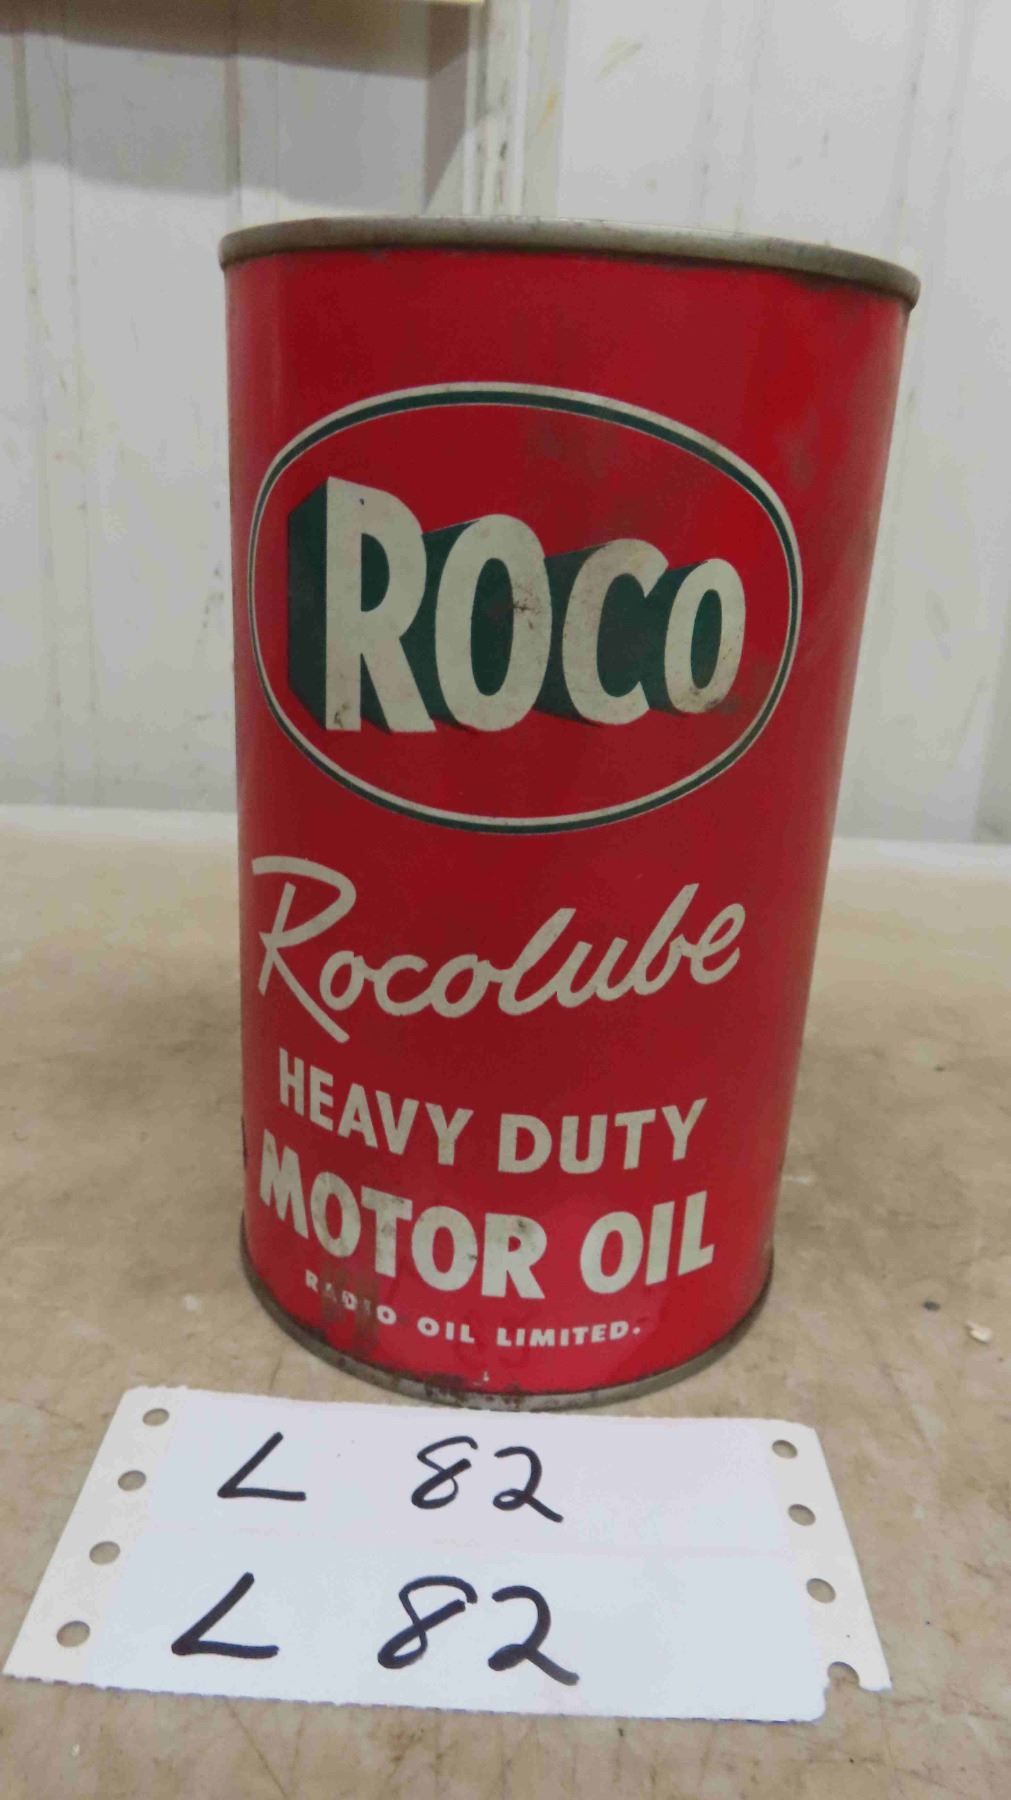 ROCO
Rocolube
HEAVY DUTY
MOTOR OIL
RADIO OIL LIMITED.
L 82
L 82